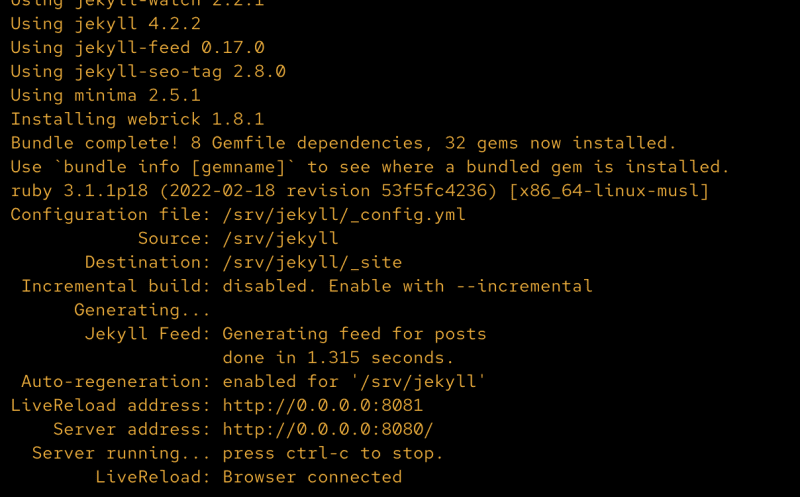 Using jekyll-watch 2.2.1
Using jekyll 4.2.2
Using jekyll-feed 0.17.0
Using jekyll-seo-tag 2.8.0
Using minima 2.5.1
Installing webrick 1.8.1
Bundle complete! 8 Gemfile dependencies, 32 gems now installed.
Use `bundle info [gemname]` to see where a bundled gem is installed.
ruby 3.1.1p18 (2022-02-18 revision 53f5fc4236) [x86_64-linux-musl]
Configuration file: /srv/jekyll/_config.yml
Source: /srv/jekyll
Destination: /srv/jekyll/_site
Incremental build: disabled. Enable with --incremental
Generating...
Jekyll Feed: Generating feed for posts
done in 1.315 seconds.
Auto-regeneration: enabled for '/srv/jekyll'
LiveReload address: http://0.0.0.0:8081
Server address: http://0.0.0.0:8080/
Server running... press ctrl-c to stop.
LiveReload: Browser connected